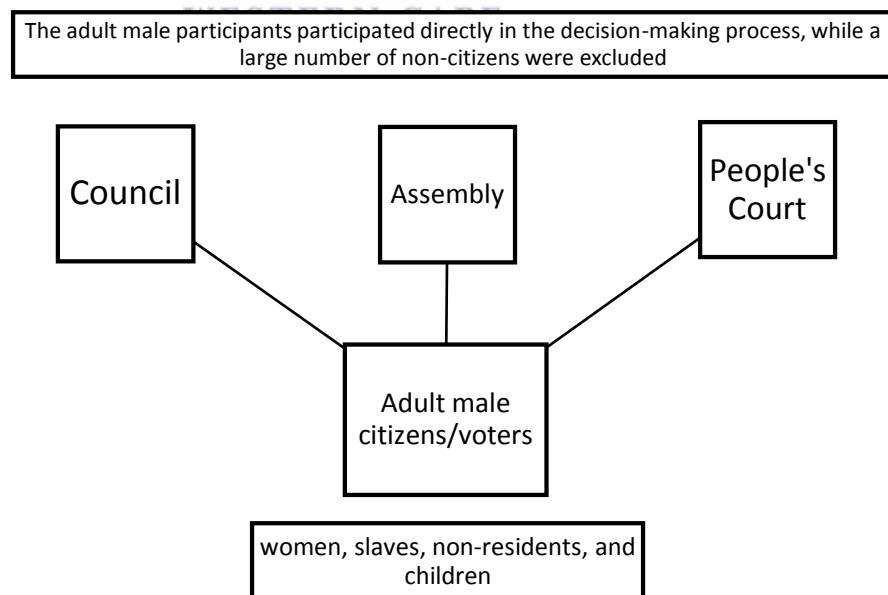 The adult male participants participated directly in the decision-making process, while a
large number of non-citizens were excluded
Council
Assembly
People's
Court
Adult male
citizens/voters
women, slaves, non-residents, and
children